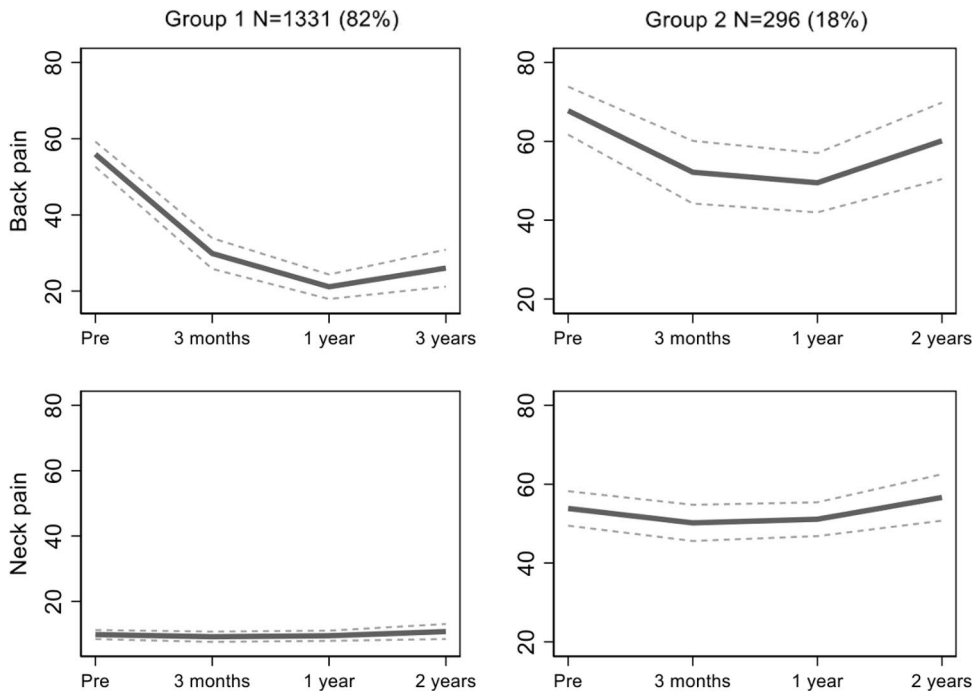 Group 1 N=1331 (82%)
Group 2 N=296 (18%)
Back pain
80
60
40
20
Pre 3 months 1 year 3 years
80
60
40
20
Pre 3 months 1 year 2 years
Neck pain
80
60
40
20
Pre 3 months 1 year 2 years
80
60
40
20
Pre 3 months 1 year 2 years